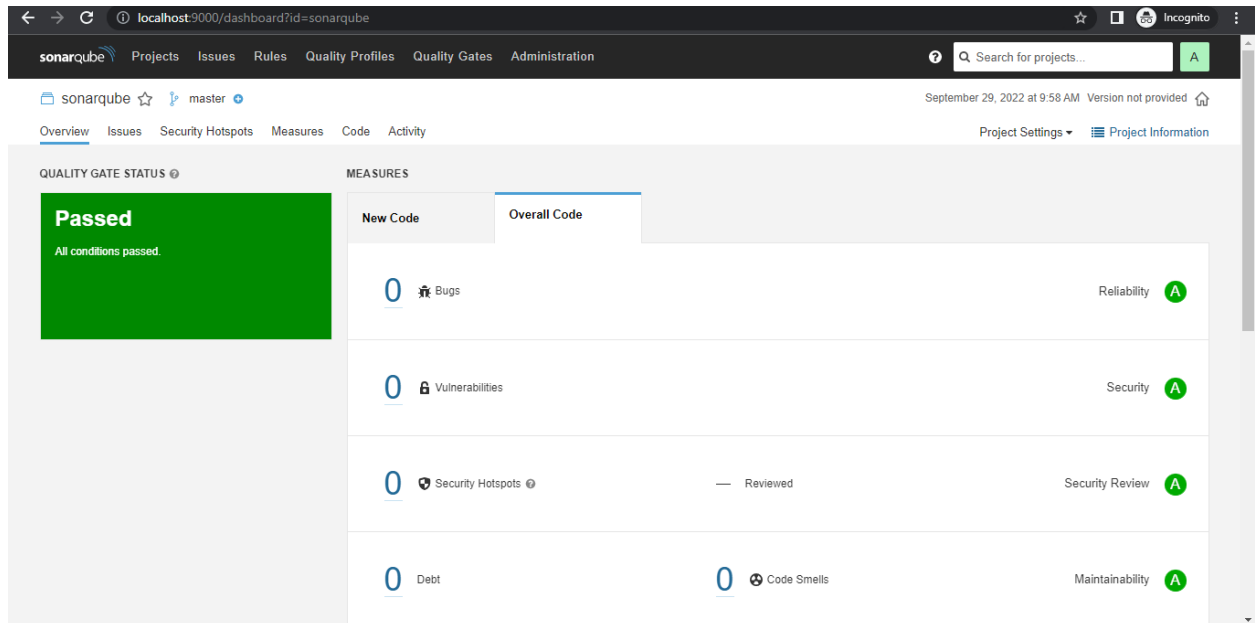 localhost:9000/dashboard?id=sonarqube Incognito
sonarqube Projects Issues Rules Quality Profiles Quality Gates Administration ? Search for projects... A
sonarqube master September 29, 2022 at 9:58 AM Version not provided
Overview Issues Security Hotspots Measures Code Activity Project Settings Project Information
QUALITY GATE STATUS ? MEASURES
Passed
All conditions passed.
New Code Overall Code
0 Bugs Reliability A
0 Vulnerabilities Security A
0 Security Hotspots ? — Reviewed Security Review A
0 Debt 0 Code Smells Maintainability A